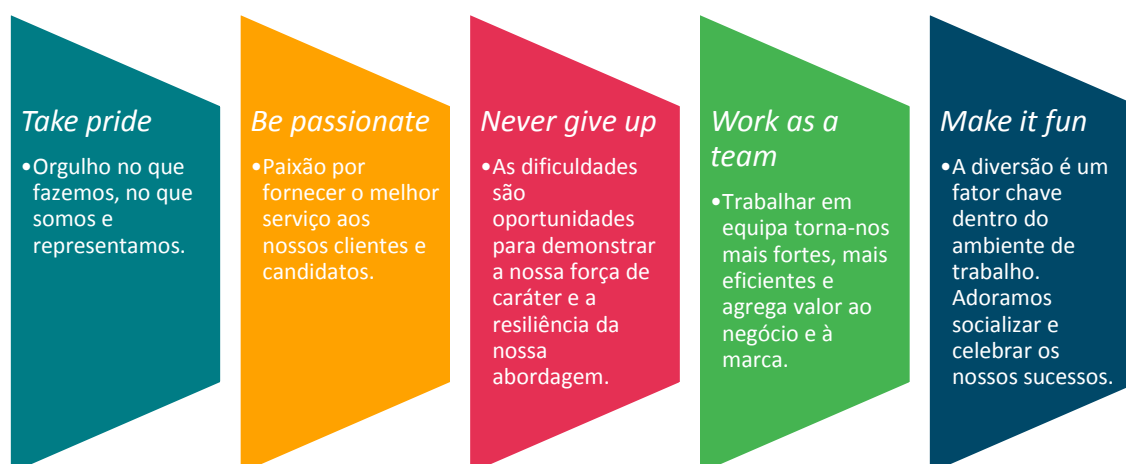 Take pride
•Orgulho no que
fazemos, no que
somos e
representamos.
Be passionate
•Paixão por
fornecer o melhor
serviço aos
nossos clientes e
candidatos.
Never give up
•As dificuldades
são
oportunidades
para demonstrar
a nossa força de
caráter e a
resiliência da
nossa
abordagem.
Work as a
team
•Trabalhar em
equipa torna-nos
mais fortes, mais
eficientes e
agrega valor ao
negócio e à
marca.
Make it fun
•A diversão é um
fator chave
dentro do
ambiente de
trabalho.
Adoramos
socializar e
celebrar os
nossos sucessos.